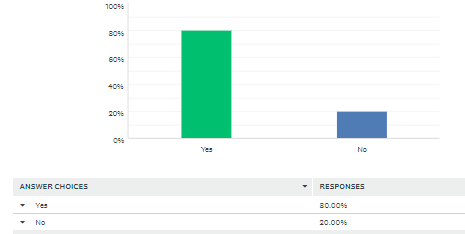 100%
80%
60%
40%
20%
0%
Yes No
ANSWER CHOICES RESPONSES
Yes 80.00%
No 20.00%